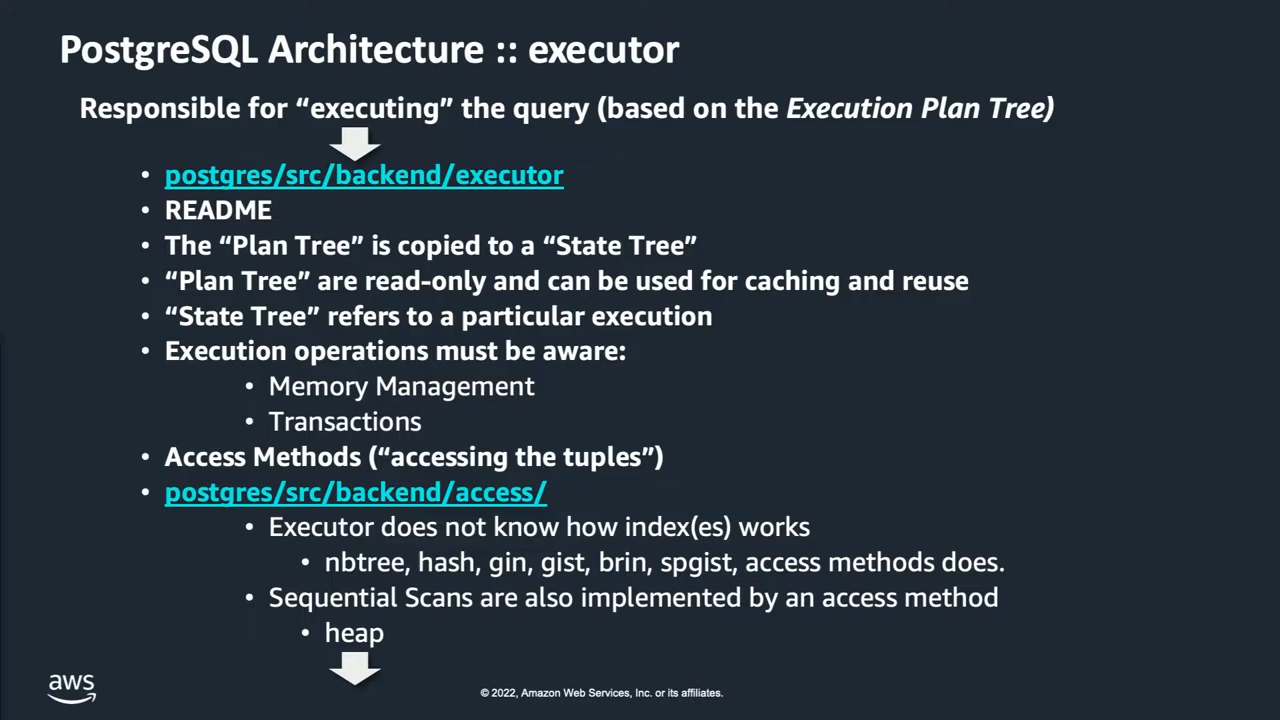 PostgreSQL Architecture :: executor
Responsible for “executing” the query (based on the Execution Plan Tree)
• postgres/src/backend/executor
• README
• The “Plan Tree” is copied to a “State Tree”
• “Plan Tree” are read-only and can be used for caching and reuse
• “State Tree” refers to a particular execution
• Execution operations must be aware:
• Memory Management
• Transactions
• Access Methods (“accessing the tuples”)
• postgres/src/backend/access/
• Executor does not know how index(es) works
• nbtree, hash, gin, gist, brin, spgist, access methods does.
• Sequential Scans are also implemented by an access method
• heap
aws
© 2022, Amazon Web Services, Inc. or its affiliates.